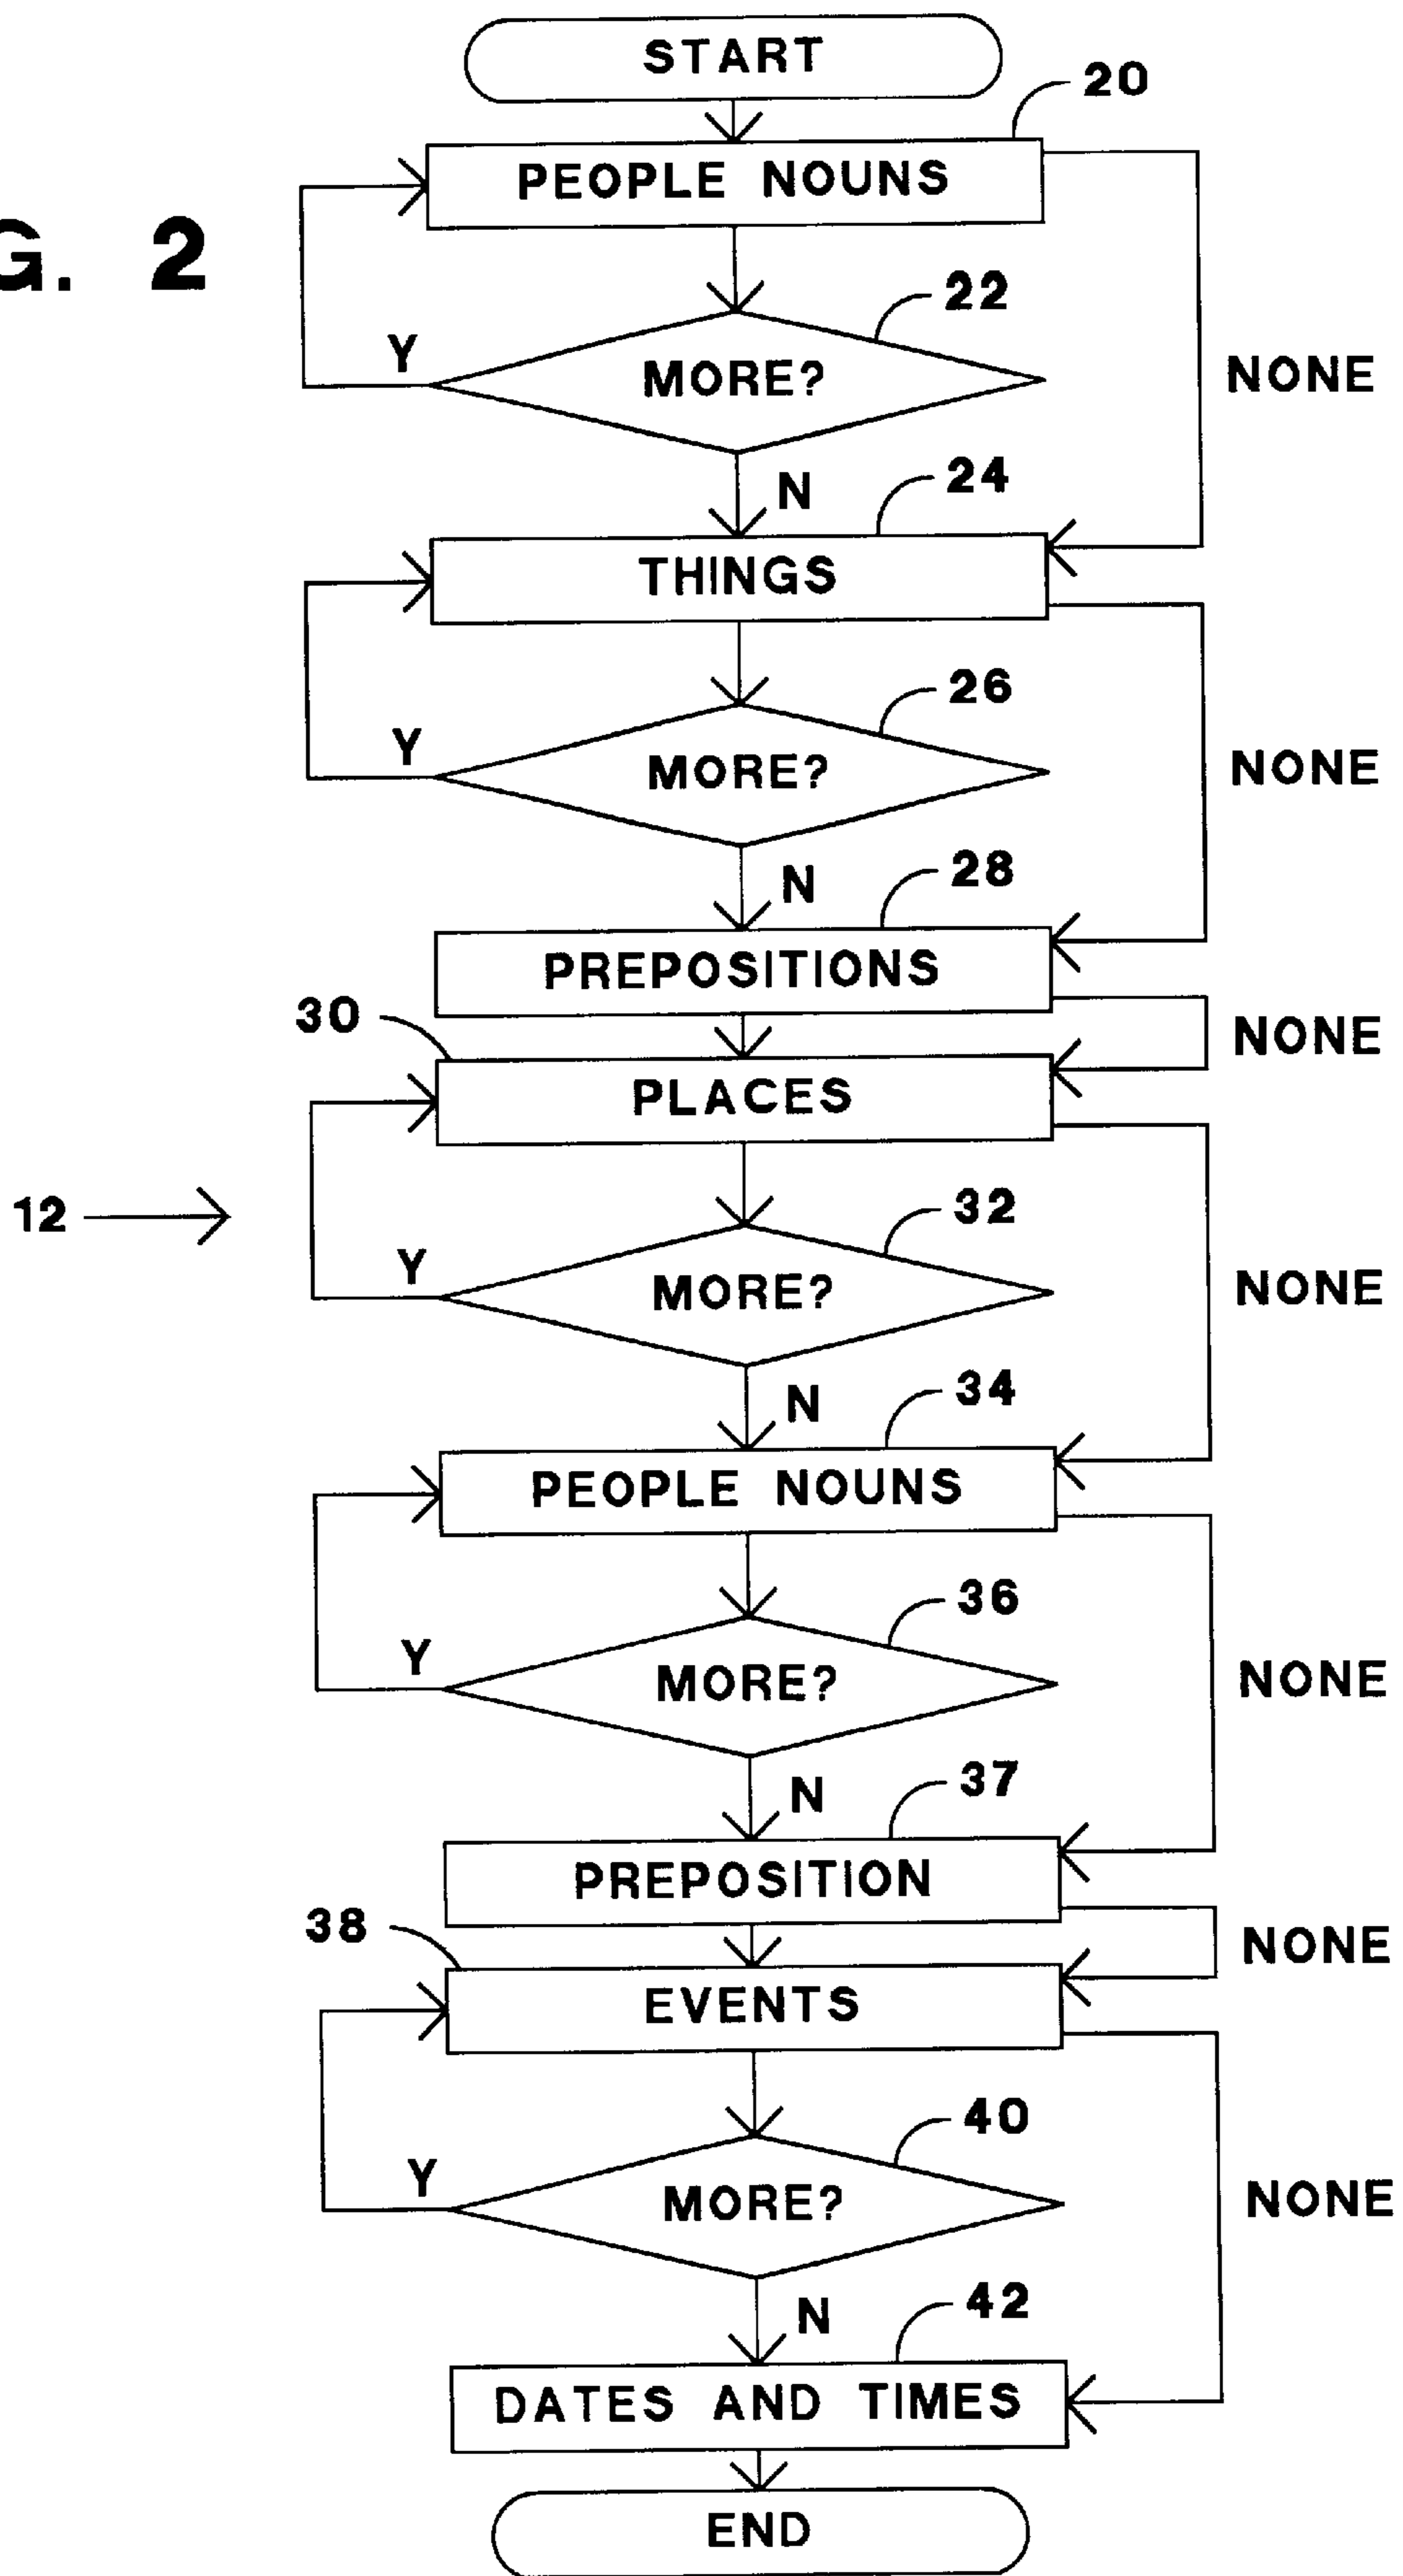 START
20
PEOPLE NOUNS
G. 2
22
Y
MORE?
NONE
N
24
THINGS
26
Y
MORE?
NONE
N
28
PREPOSITIONS
30
NONE
PLACES
12
32
Y
MORE?
NONE
N
34
PEOPLE NOUNS
36
Y
MORE?
NONE
N
37
PREPOSITION
38
NONE
EVENTS
40
Y
MORE?
NONE
N
42
DATES AND TIMES
END